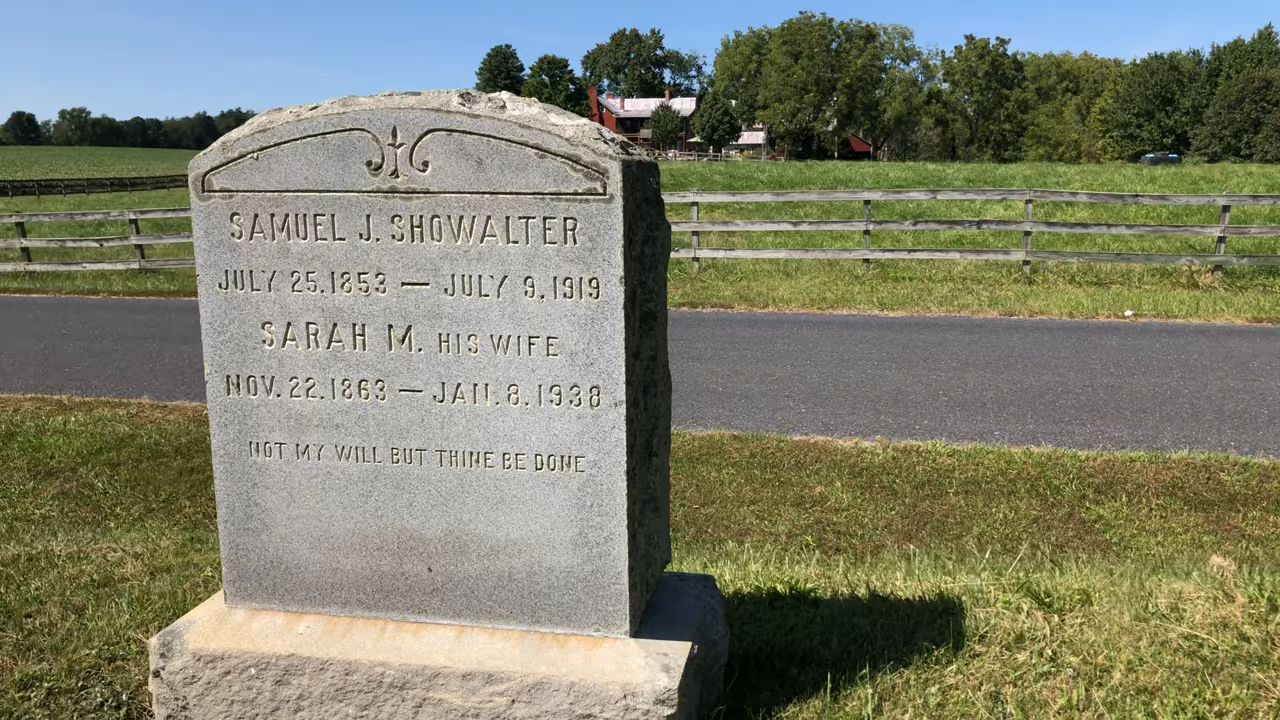 SAMUEL J. SHOWALTER
JULY 25, 1853 — JULY 9, 1919
SARAH M. HIS WIFE
NOV. 22, 1863 — JAN. 8, 1938
NOT MY WILL BUT THINE BE DONE